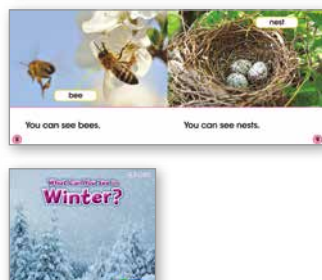 nest
bee
You can see bees.
You can see nests.
What Can You See in
Winter?